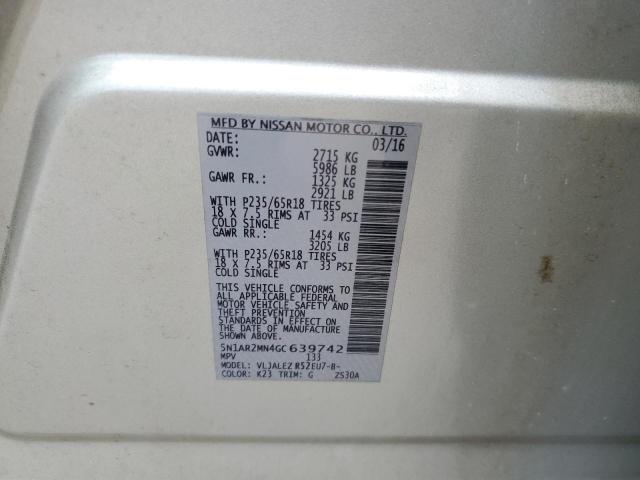 MFD BY NISSAN MOTOR CO., LTD.
DATE: 03/16
GVWR: 2715 KG
5986 LB
GAWR FR.: 1325 KG
2921 LB
WITH P235/65R18 TIRES
18 X 7.5 RIMS AT 33 PSI
COLD SINGLE
GAWR RR.: 1454 KG
3205 LB
WITH P235/65R18 TIRES
18 X 7.5 RIMS AT 33 PSI
COLD SINGLE
THIS VEHICLE CONFORMS TO
ALL APPLICABLE FEDERAL
MOTOR VEHICLE SAFETY AND
THEFT PREVENTION
STANDARDS IN EFFECT ON
THE DATE OF MANUFACTURE
SHOWN ABOVE.
5N1AR2MN4GC639742
MPV 133
MODEL: VLJALEZ R52EU7-B-
COLOR: K23 TRIM: G ZS30A